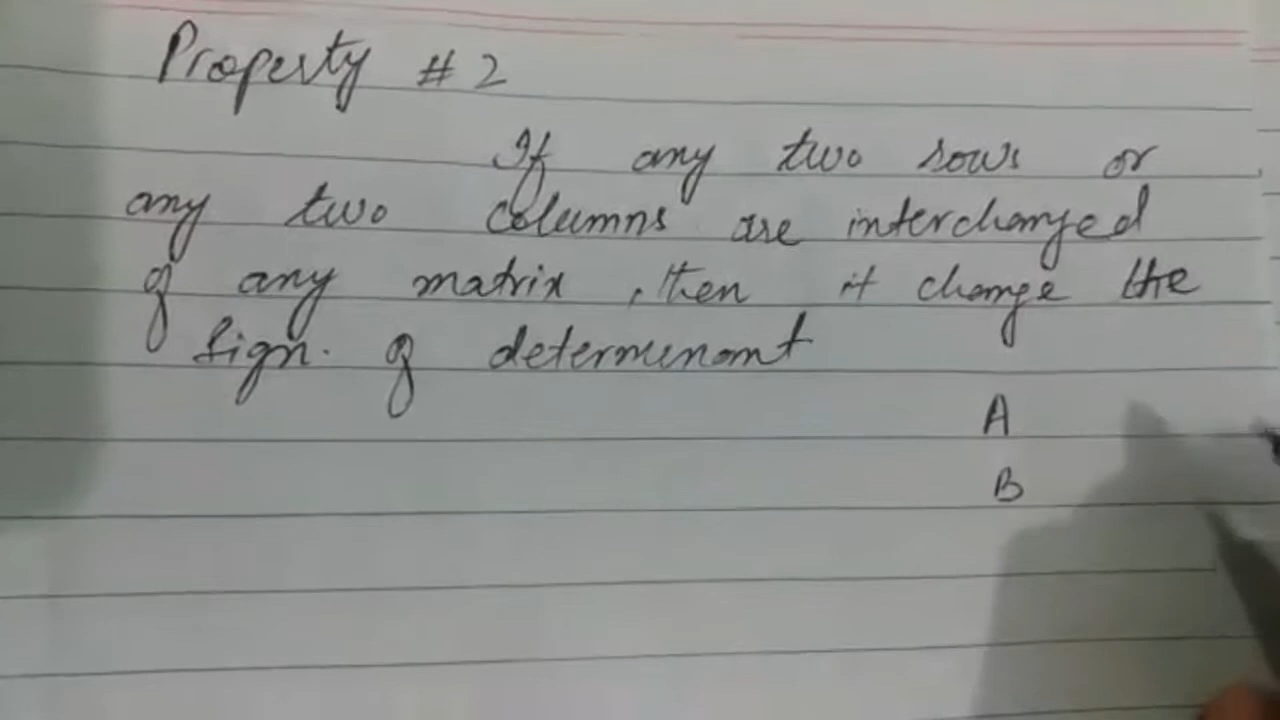 Property # 2
If any two rows or
any two columns are interchanged
of any matrix , then it change the
sign. of determenant
A
B